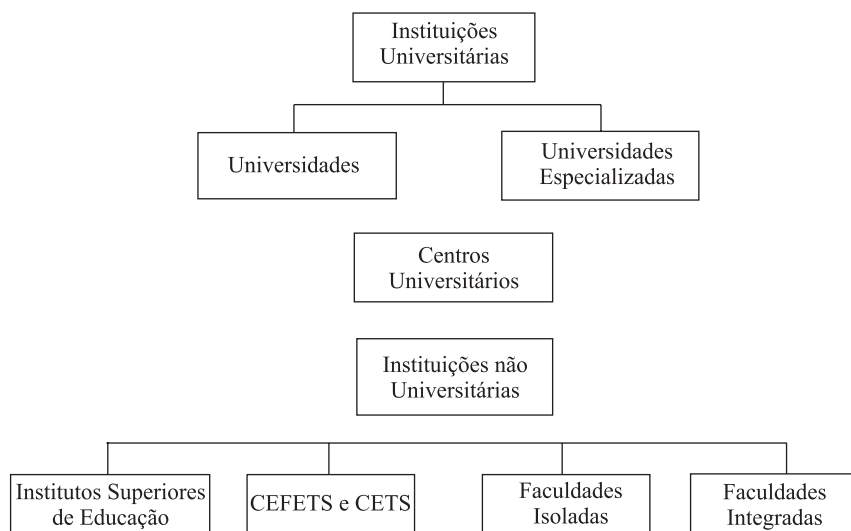 Instituições
Universitárias
Universidades
Universidades
Especializadas
Centros
Universitários
Instituições não
Universitárias
Institutos Superiores
de Educação
CEFETS e CETS
Faculdades
Isoladas
Faculdades
Integradas